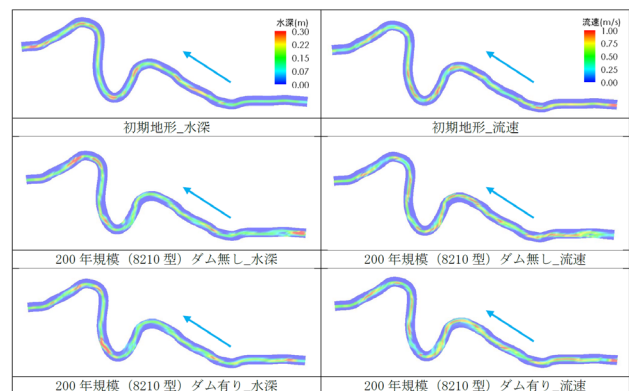 水深(m)
0.30
0.15
0.07
0.00
初期地形_水深
流速(m/s)
1.00
0.75
0.50
0.25
0.00
初期地形_流速
200 年規模（8210 型）ダム無し_水深
200 年規模（8210 型）ダム無し_流速
200 年規模（8210 型）ダム有り_水深
200 年規模（8210 型）ダム有り_流速